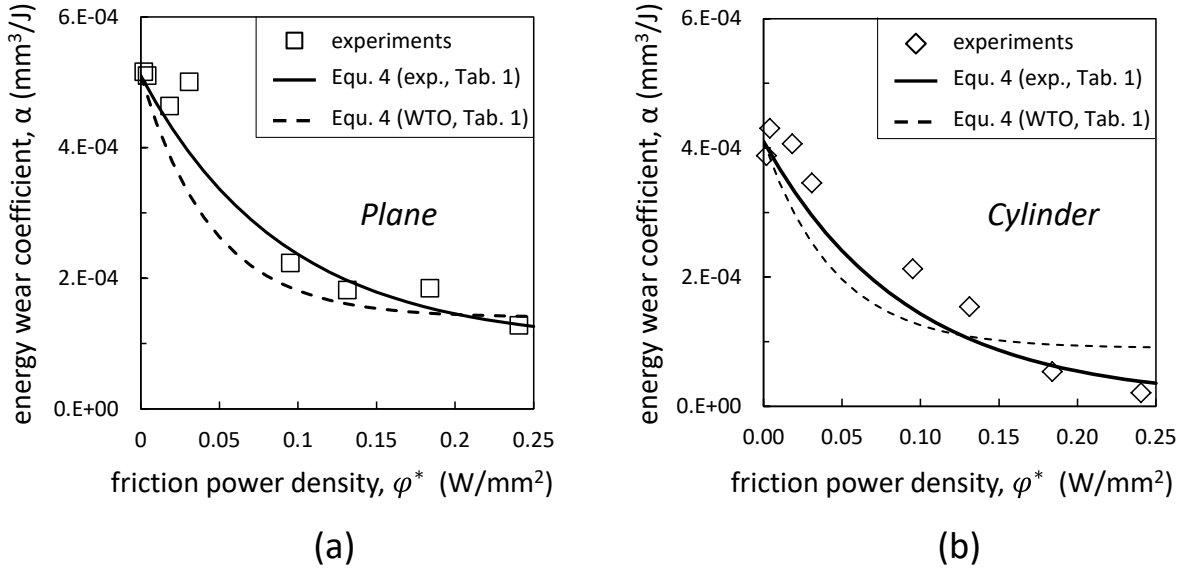 energy wear coefficient, α (mm³/J)
6.E-04
4.E-04
2.E-04
0.E+00
experiments
Equ. 4 (exp., Tab. 1)
Equ. 4 (WTO, Tab. 1)
Plane
0 0.05 0.1 0.15 0.2 0.25
friction power density, φ* (W/mm²)
(a)
energy wear coefficient, α (mm³/J)
6.E-04
4.E-04
2.E-04
0.E+00
experiments
Equ. 4 (exp., Tab. 1)
Equ. 4 (WTO, Tab. 1)
Cylinder
0.00 0.05 0.10 0.15 0.20 0.25
friction power density, φ* (W/mm²)
(b)